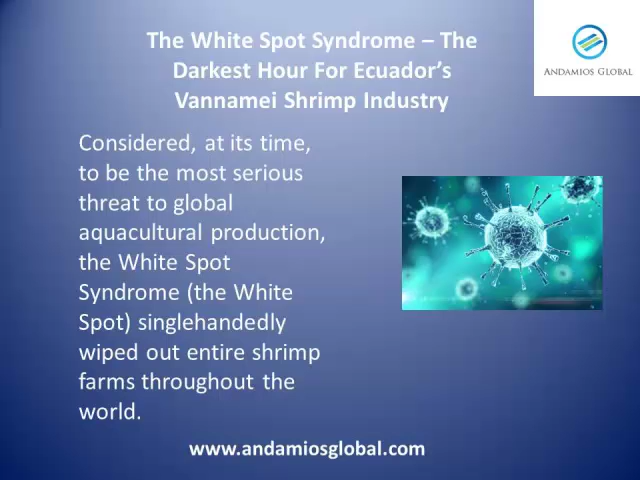 The White Spot Syndrome – The
Darkest Hour For Ecuador's
Vannamei Shrimp Industry
ANDAMIOS GLOBAL
Considered, at its time,
to be the most serious
threat to global
aquacultural production,
the White Spot
Syndrome (the White
Spot) singlehandedly
wiped out entire shrimp
farms throughout the
world.
www.andamiosglobal.com